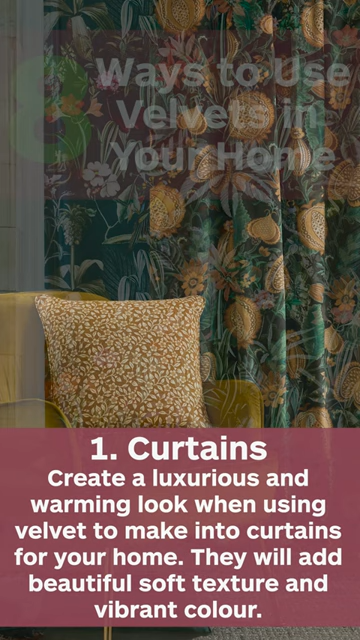 8
Ways to Use
Velvets in
Your Home
1. Curtains
Create a luxurious and
warming look when using
velvet to make into curtains
for your home. They will add
beautiful soft texture and
vibrant colour.